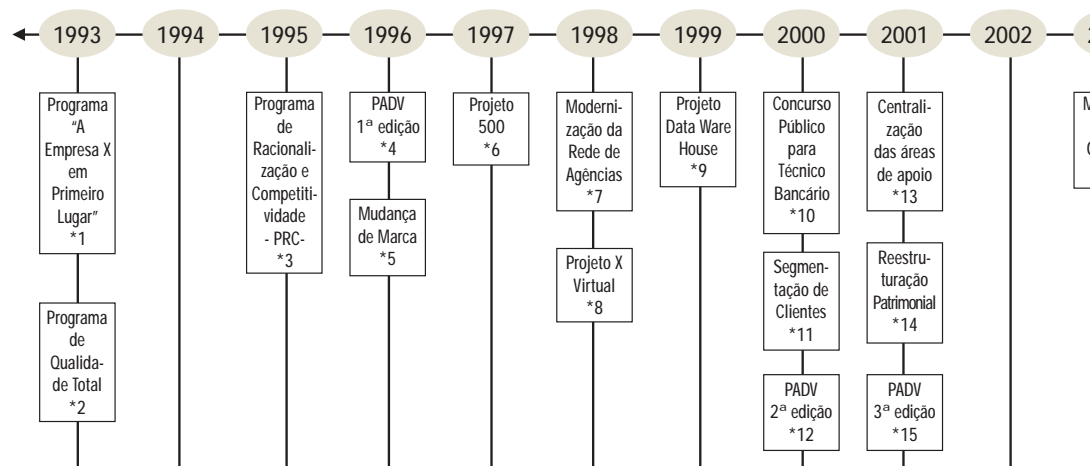 1993 1994 1995 1996 1997 1998 1999 2000 2001 2002
Programa
“A
Empresa X
em
Primeiro
Lugar”
*1
Programa
de
Qualida-
de Total
*2
Programa
de
Racionali-
zação e
Competiti-
vidade
- PRC-
*3
PADV
1ª edição
*4
Mudança
de Marca
*5
Projeto
500
*6
Moderni-
zação da
Rede de
Agências
*7
Projeto X
Virtual
*8
Projeto
Data Ware
House
*9
Concurso
Público
para
Técnico
Bancário
*10
Segmen-
tação de
Clientes
*11
PADV
2ª edição
*12
Centrali-
zação
das áreas
de apoio
*13
Reestru-
turação
Patrimonial
*14
PADV
3ª edição
*15